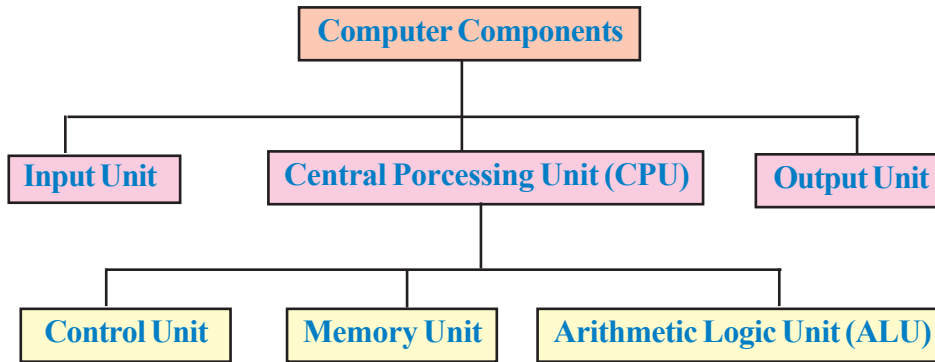 Computer Components
Input Unit
Central Porcessing Unit (CPU)
Output Unit
Control Unit
Memory Unit
Arithmetic Logic Unit (ALU)